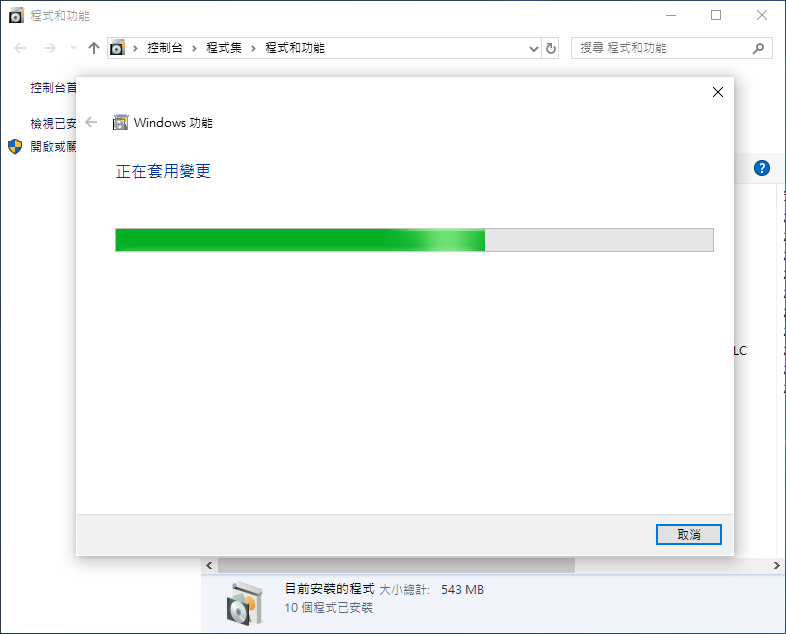 程式和功能
控制台 › 程式集 › 程式和功能
搜尋 程式和功能
控制台首
檢視已安
開啟或關
Windows 功能
正在套用變更
LC
取消
目前安裝的程式 大小總計: 543 MB
10 個程式已安裝